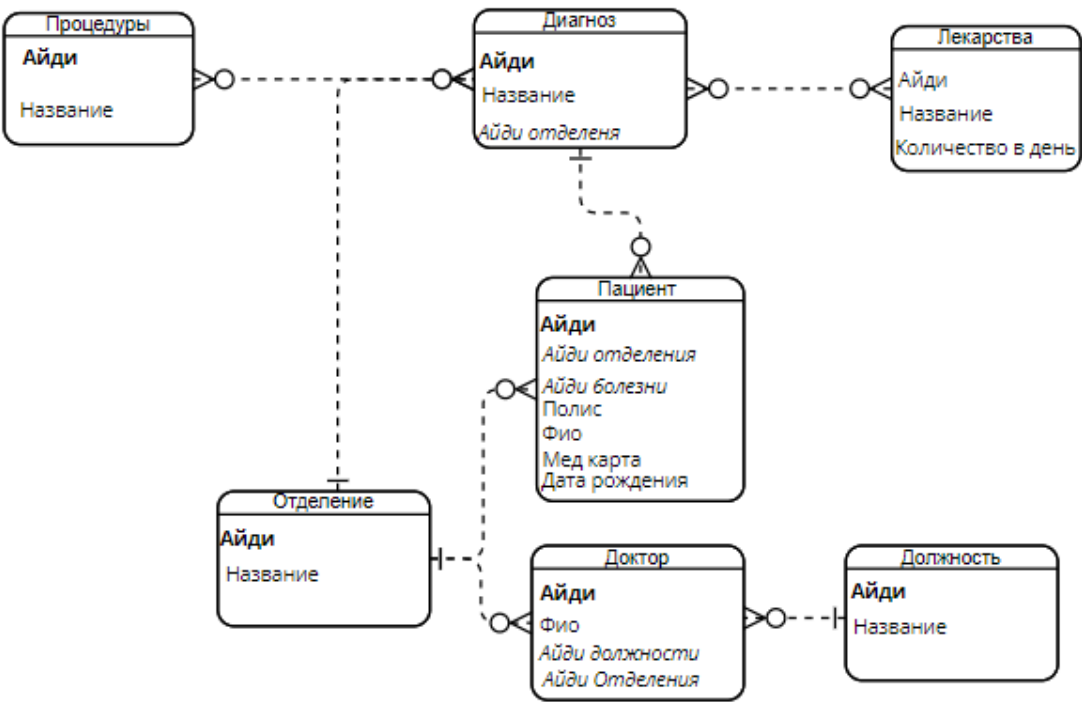 Процедуры
Айди
Название
Диагноз
Айди
Название
Айди отделеня
Лекарства
Айди
Название
Количество в день
Пациент
Айди
Айди отделения
Айди болезни
Полис
Фио
Мед карта
Дата рождения
Отделение
Айди
Название
Доктор
Айди
Фио
Айди должности
Айди Отделения
Должность
Айди
Название